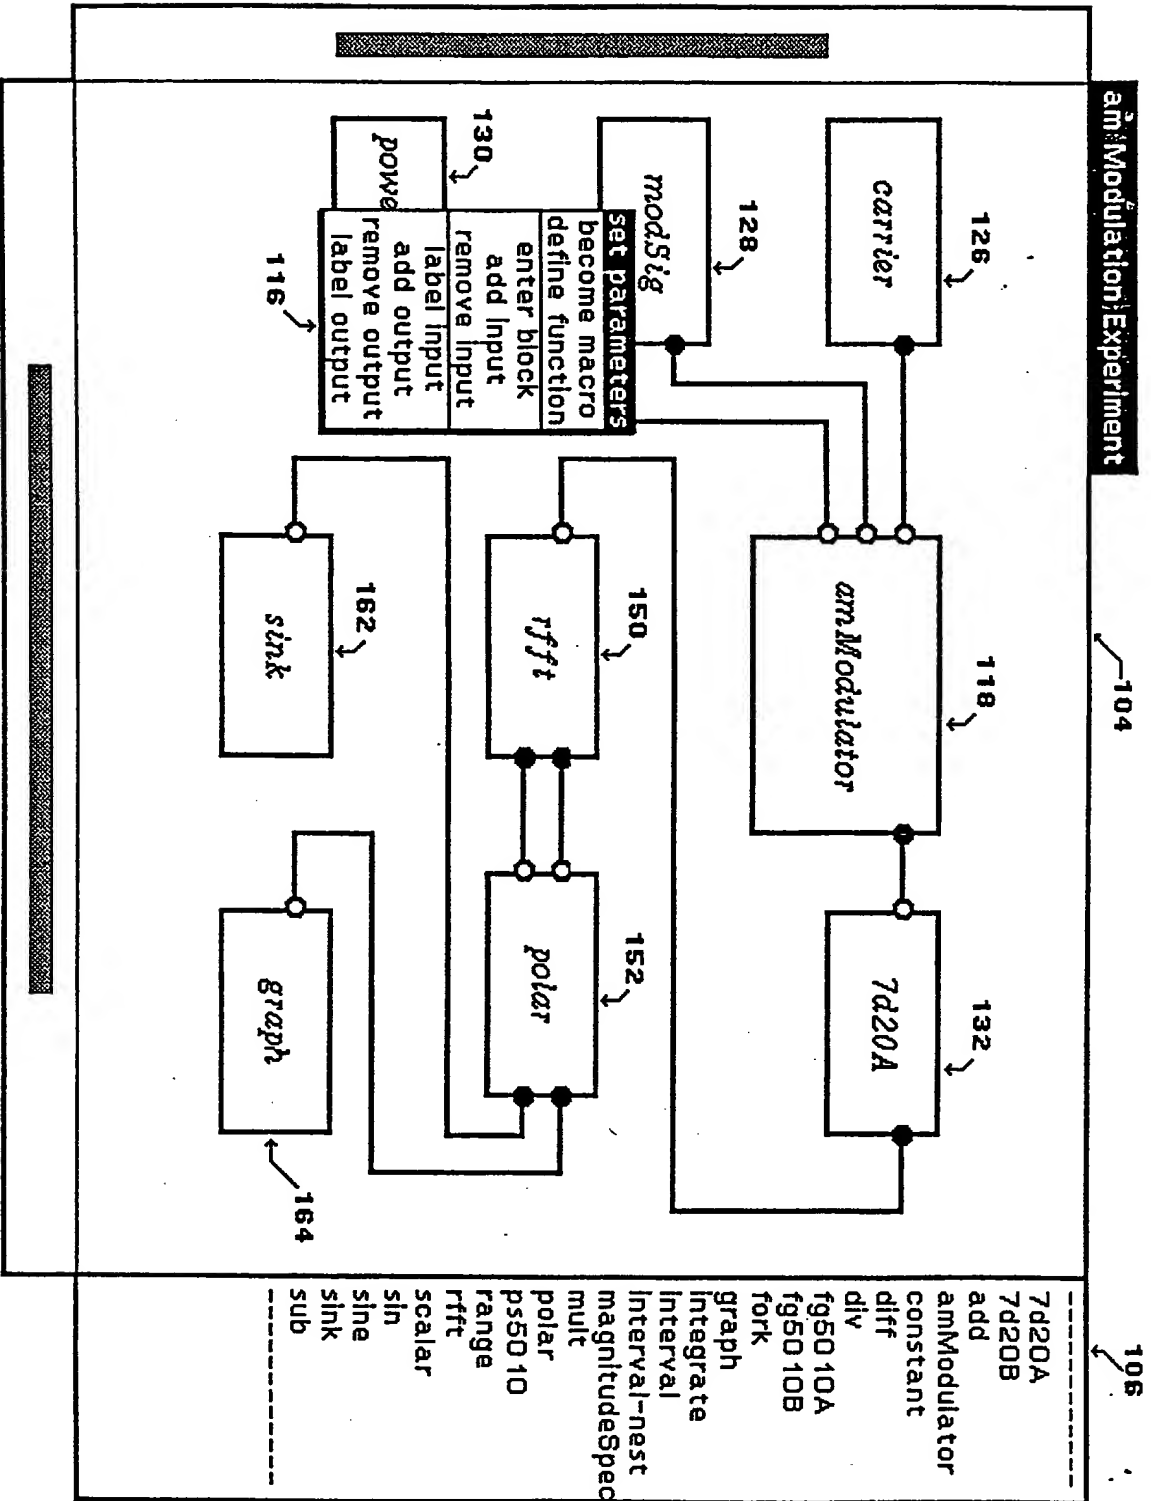 am Modulation Experiment
104
106
126
carrier
118
amModulator
132
7d20A
128
modSig
130
powe
set parameters
become macro
define function
enter block
add input
remove input
label input
add output
remove output
label output
116
150
rfft
152
polar
162
sink
164
graph
7d20A
7d20B
add
amModulator
constant
diff
div
fg5010A
fg5010B
fork
graph
integrate
interval
interval-nest
magnitudeSpec
mult
polar
ps5010
range
rfft
scalar
sin
sine
sink
sub